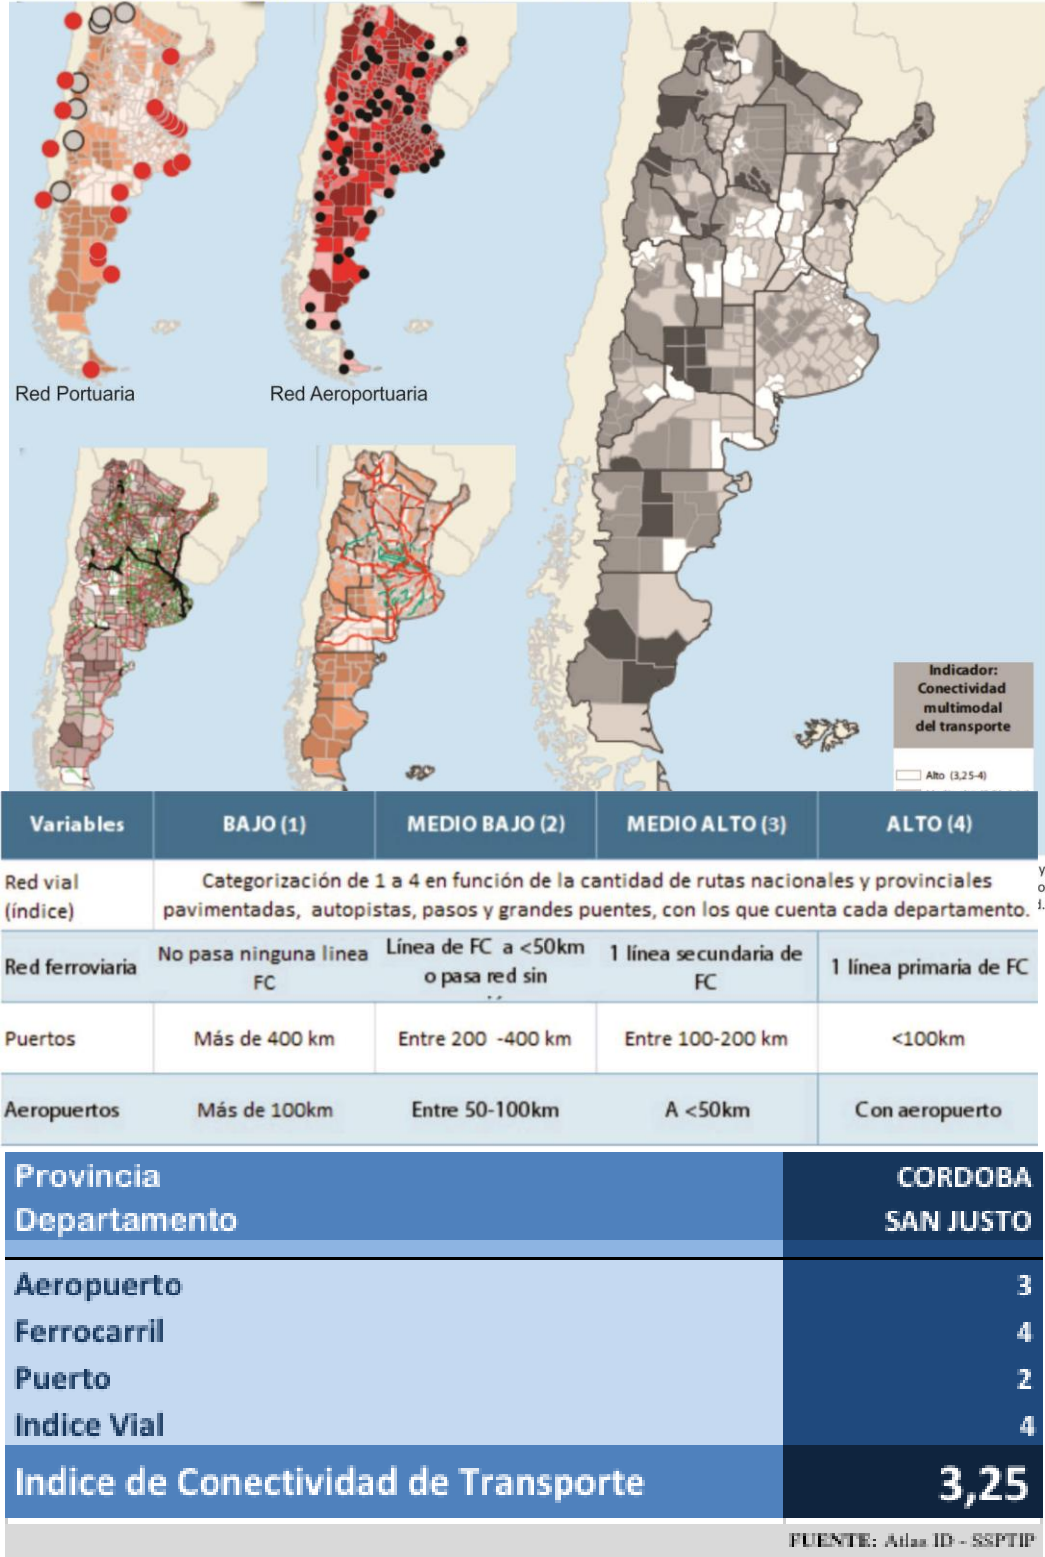 Red Portuaria
Red Aeroportuaria
Indicador:
Conectividad
multimodal
del transporte
Alto (3,25-4)
y
o
Variables
BAJO (1)
MEDIO BAJO (2)
MEDIO ALTO (3)
ALTO (4)
Red vial
(índice)
Categorización de 1 a 4 en función de la cantidad de rutas nacionales y provinciales
pavimentadas, autopistas, pasos y grandes puentes, con los que cuenta cada departamento.
Red ferroviaria
No pasa ninguna linea
FC
Línea de FC a <50km
o pasa red sin
1 línea secundaria de
FC
1 línea primaria de FC
Puertos
Más de 400 km
Entre 200 -400 km
Entre 100-200 km
<100km
Aeropuertos
Más de 100km
Entre 50-100km
A <50km
Con aeropuerto
Provincia
CORDOBA
Departamento
SAN JUSTO
Aeropuerto
3
Ferrocarril
4
Puerto
2
Indice Vial
4
Indice de Conectividad de Transporte
3,25
FUENTE: Atlas ID - SSPTIP